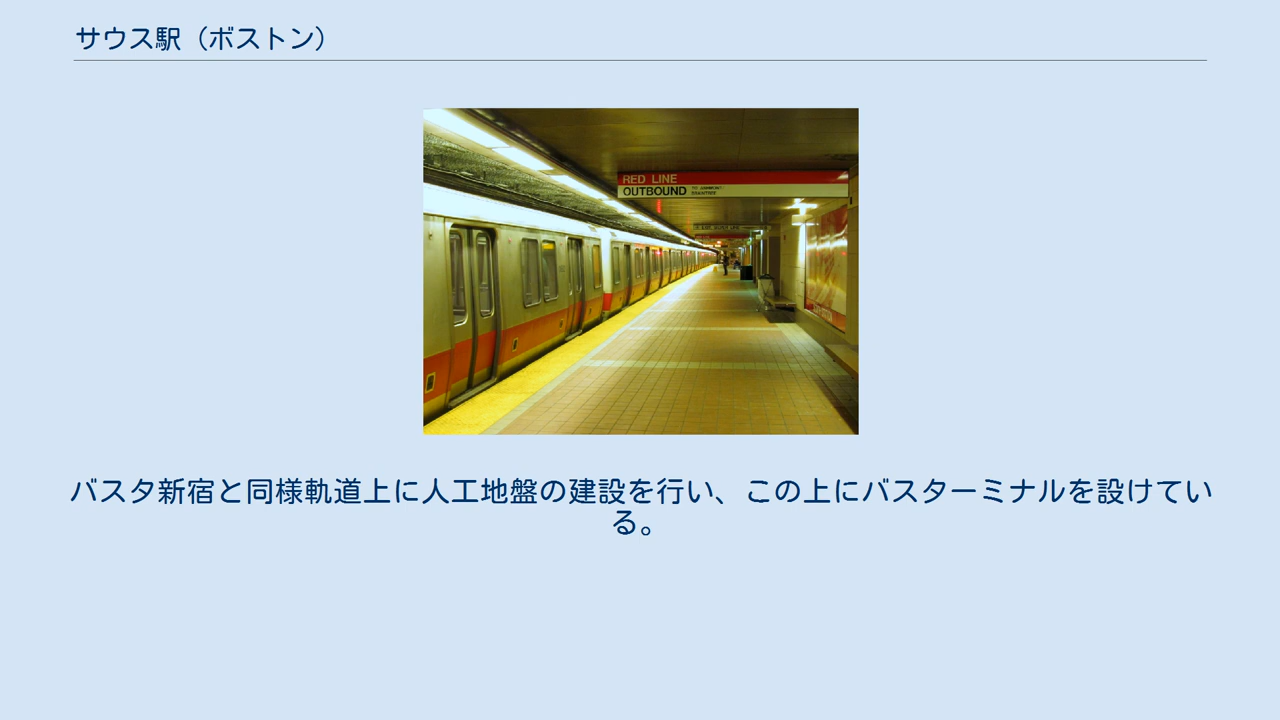 サウス駅（ボストン）
RED LINE
OUTBOUND
バスタ新宿と同様軌道上に人工地盤の建設を行い、この上にバスターミナルを設けてい
る。